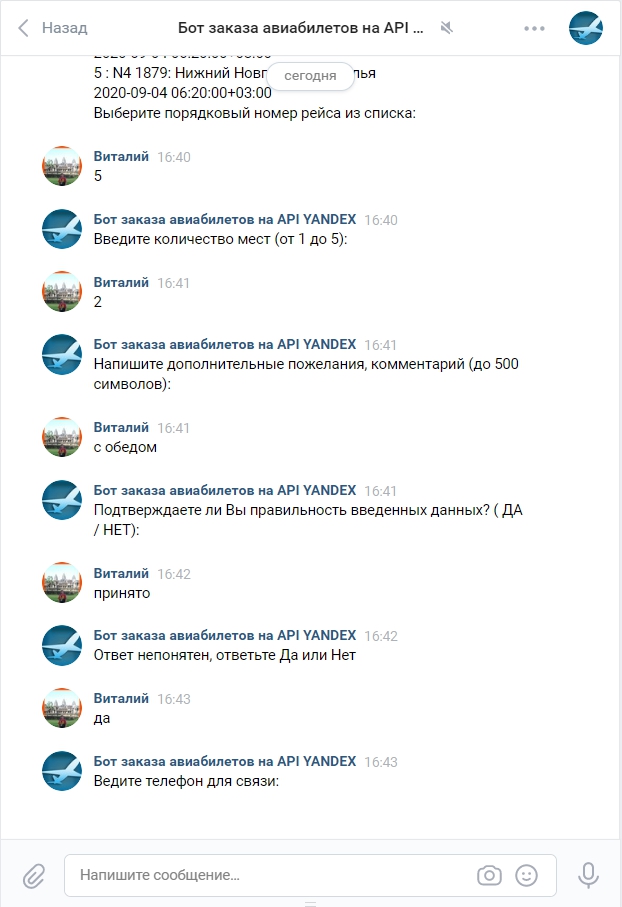 Назад
Бот заказа авиабилетов на API ...
сегодня
5 : N4 1879: Нижний
2020-09-04 06:20:00+03:00
Выберите порядковый номер рейса из списка:
Виталий 16:40
5
Бот заказа авиабилетов на API YANDEX 16:40
Введите количество мест (от 1 до 5):
Виталий 16:41
2
Бот заказа авиабилетов на API YANDEX 16:41
Напишите дополнительные пожелания, комментарий (до 500
символов):
Виталий 16:41
с обедом
Бот заказа авиабилетов на API YANDEX 16:41
Подтверждаете ли Вы правильность введенных данных? ( ДА
/ НЕТ):
Виталий 16:42
принято
Бот заказа авиабилетов на API YANDEX 16:42
Ответ непонятен, ответьте Да или Нет
Виталий 16:43
да
Бот заказа авиабилетов на API YANDEX 16:43
Ведите телефон для связи:
Напишите сообщение...